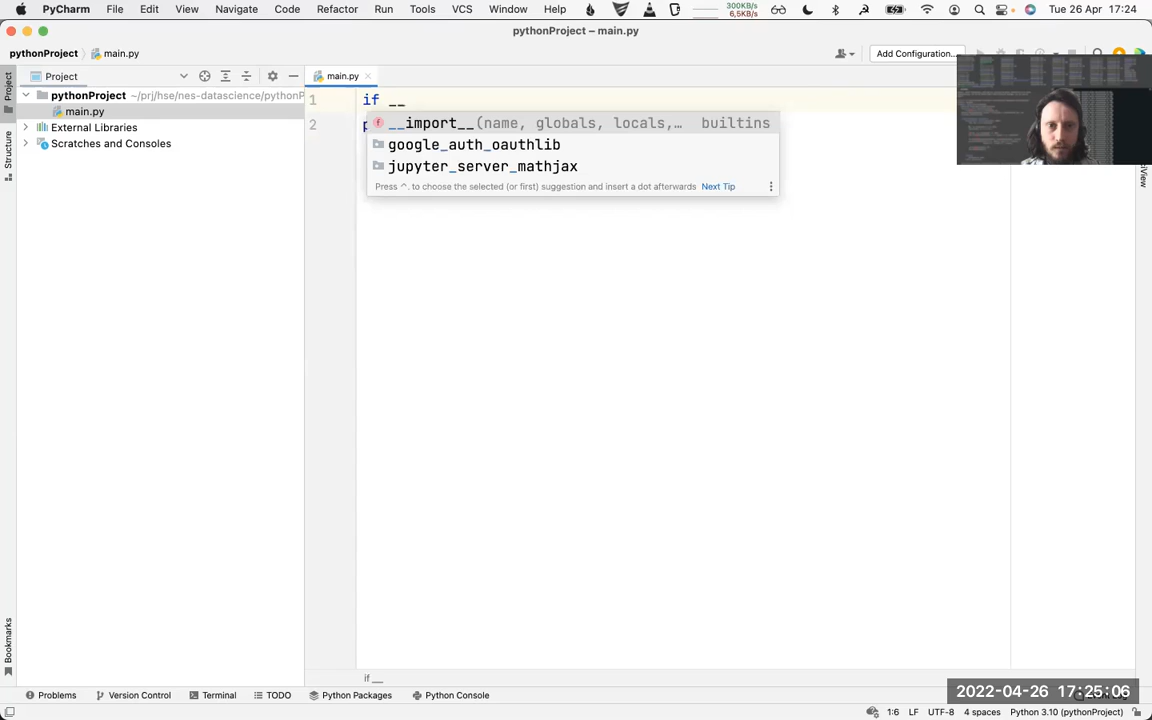 PyCharm File Edit View Navigate Code Refactor Run Tools VCS Window Help 300KB/s 6,5KB/s Tue 26 Apr 17:24
pythonProject – main.py
pythonProject main.py Add Configuration...
Project main.py
pythonProject ~/prj/hse/nes-datascience/pythonP
main.py
External Libraries
Scratches and Consoles
Project
Structure
Bookmarks
1 if __
2 p
__import__(name, globals, locals,… builtins
google_auth_oauthlib
jupyter_server_mathjax
Press ^. to choose the selected (or first) suggestion and insert a dot afterwards Next Tip
if __
Problems Version Control Terminal TODO Python Packages Python Console
2022-04-26 17:25:06
1:6 LF UTF-8 4 spaces Python 3.10 (pythonProject)